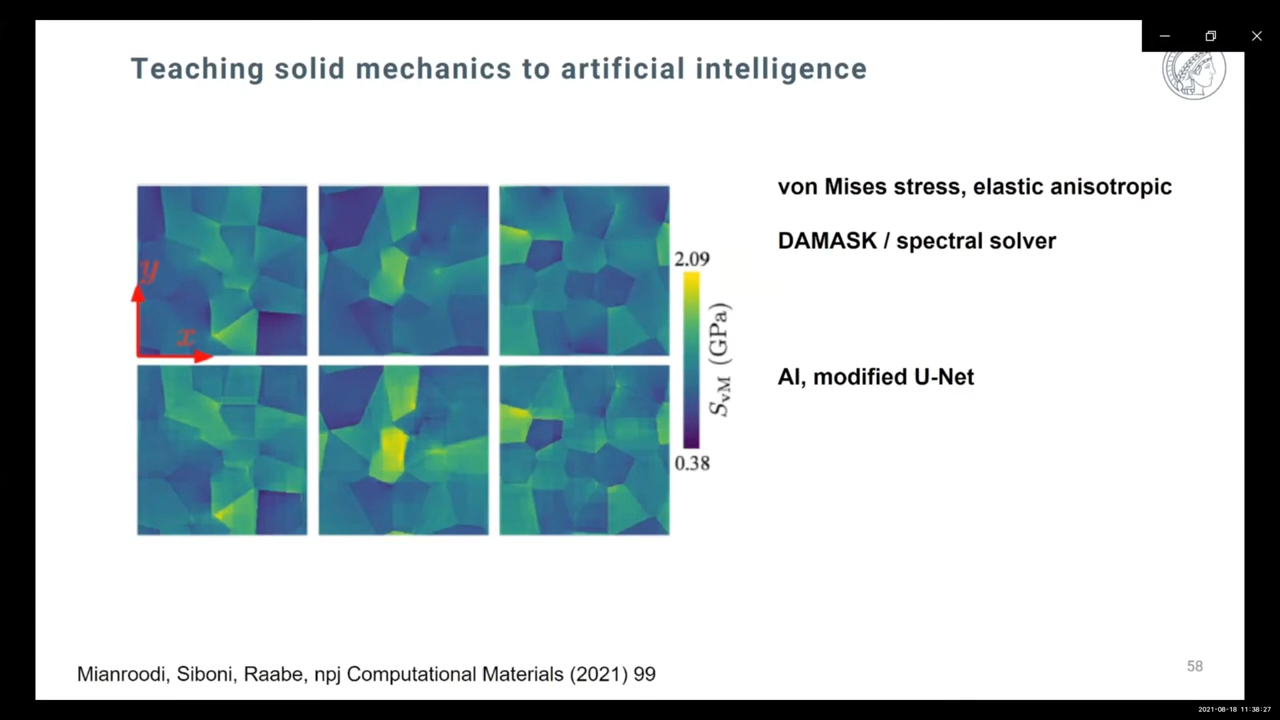 Teaching solid mechanics to artificial intelligence
von Mises stress, elastic anisotropic
DAMASK / spectral solver
y
x
2.09
S_vM (GPa)
0.38
AI, modified U-Net
Mianroodi, Siboni, Raabe, npj Computational Materials (2021) 99
58
2021-08-18 11:38:27